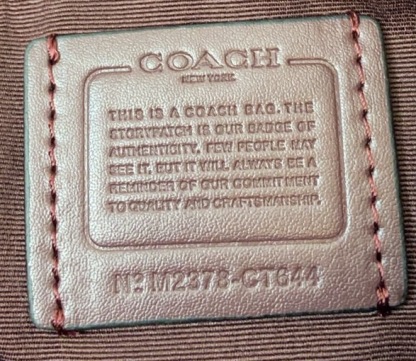 COACH
NEW YORK
THIS IS A COACH BAG. THE
STORYPATCH IS OUR BADGE OF
AUTHENTICITY. FEW PEOPLE MAY
SEE IT, BUT IT WILL ALWAYS BE A
REMINDER OF OUR COMMITMENT
TO QUALITY AND CRAFTSMANSHIP.
Nº M2378-CT644